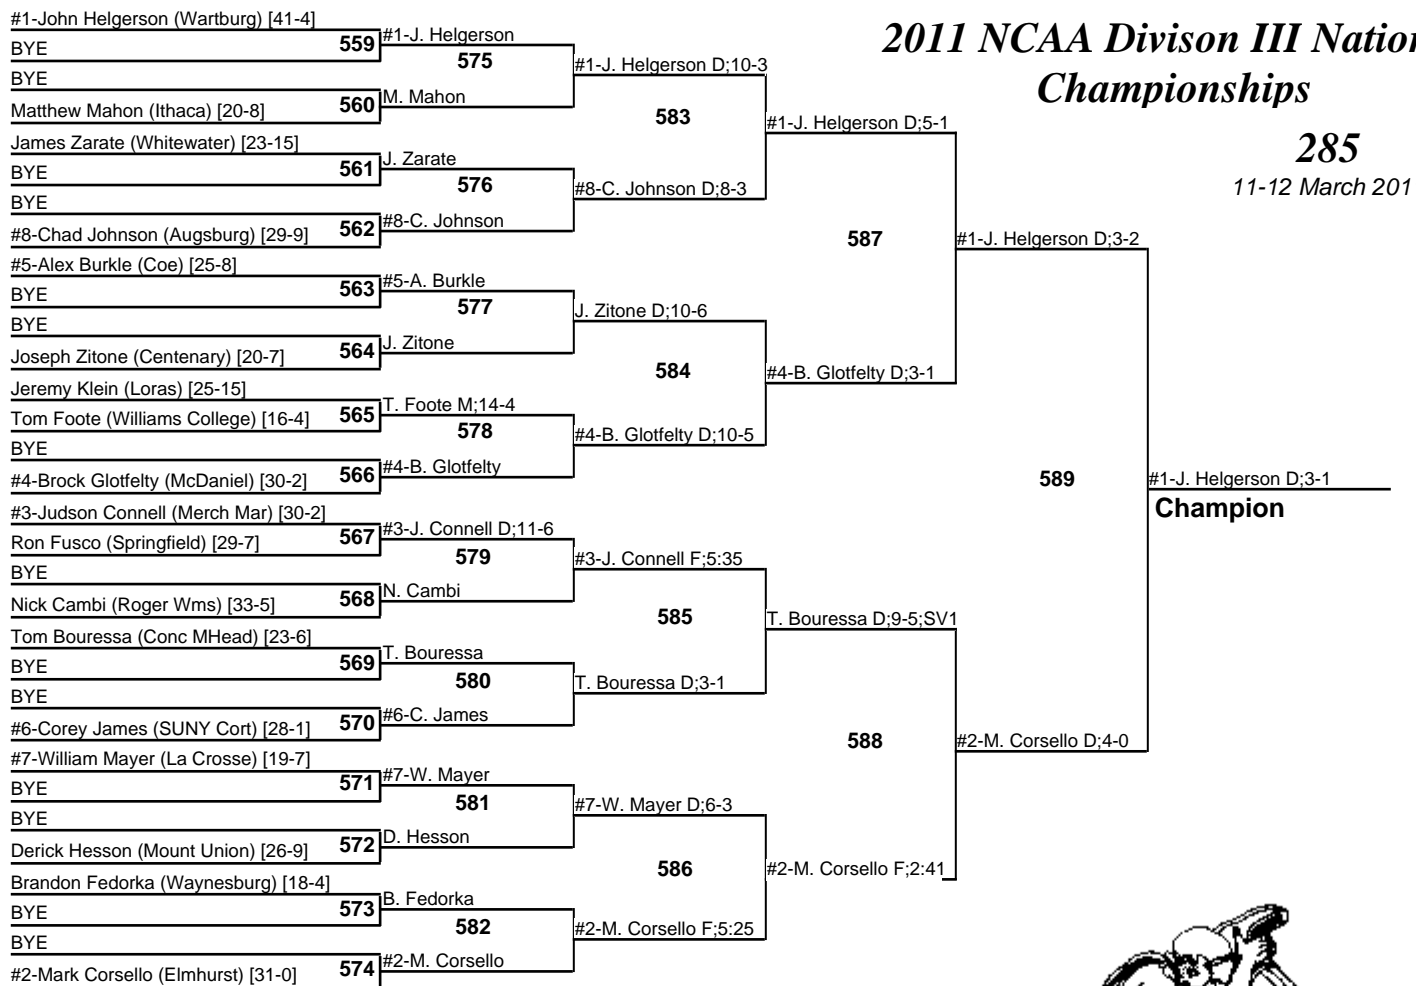 #1-John Helgerson (Wartburg) [41-4]
BYE
559
BYE
Matthew Mahon (Ithaca) [20-8]
560
James Zarate (Whitewater) [23-15]
BYE
561
BYE
#8-Chad Johnson (Augsburg) [29-9]
562
#5-Alex Burkle (Coe) [25-8]
BYE
563
BYE
Joseph Zitone (Centenary) [20-7]
564
Jeremy Klein (Loras) [25-15]
Tom Foote (Williams College) [16-4]
565
BYE
#4-Brock Glotfelty (McDaniel) [30-2]
566
#3-Judson Connell (Merch Mar) [30-2]
Ron Fusco (Springfield) [29-7]
567
BYE
Nick Cambi (Roger Wms) [33-5]
568
Tom Bouressa (Conc MHead) [23-6]
BYE
569
BYE
#6-Corey James (SUNY Cort) [28-1]
570
#7-William Mayer (La Crosse) [19-7]
BYE
571
BYE
Derick Hesson (Mount Union) [26-9]
572
Brandon Fedorka (Waynesburg) [18-4]
BYE
573
BYE
#2-Mark Corsello (Elmhurst) [31-0]
574
#1-J. Helgerson
575
M. Mahon
J. Zarate
576
#8-C. Johnson
#5-A. Burkle
577
J. Zitone
T. Foote M;14-4
578
#4-B. Glotfelty
#3-J. Connell D;11-6
579
N. Cambi
T. Bouressa
580
#6-C. James
#7-W. Mayer
581
D. Hesson
B. Fedorka
582
#2-M. Corsello
#1-J. Helgerson D;10-3
583
#8-C. Johnson D;8-3
J. Zitone D;10-6
584
#4-B. Glotfelty D;10-5
#3-J. Connell F;5:35
585
T. Bouressa D;3-1
#7-W. Mayer D;6-3
586
#2-M. Corsello F;5:25
#1-J. Helgerson D;5-1
587
#4-B. Glotfelty D;3-1
T. Bouressa D;9-5;SV1
588
#2-M. Corsello F;2:41
#1-J. Helgerson D;3-2
589
#2-M. Corsello D;4-0
#1-J. Helgerson D;3-1
Champion
2011 NCAA Divison III Nation
Championships
285
11-12 March 201